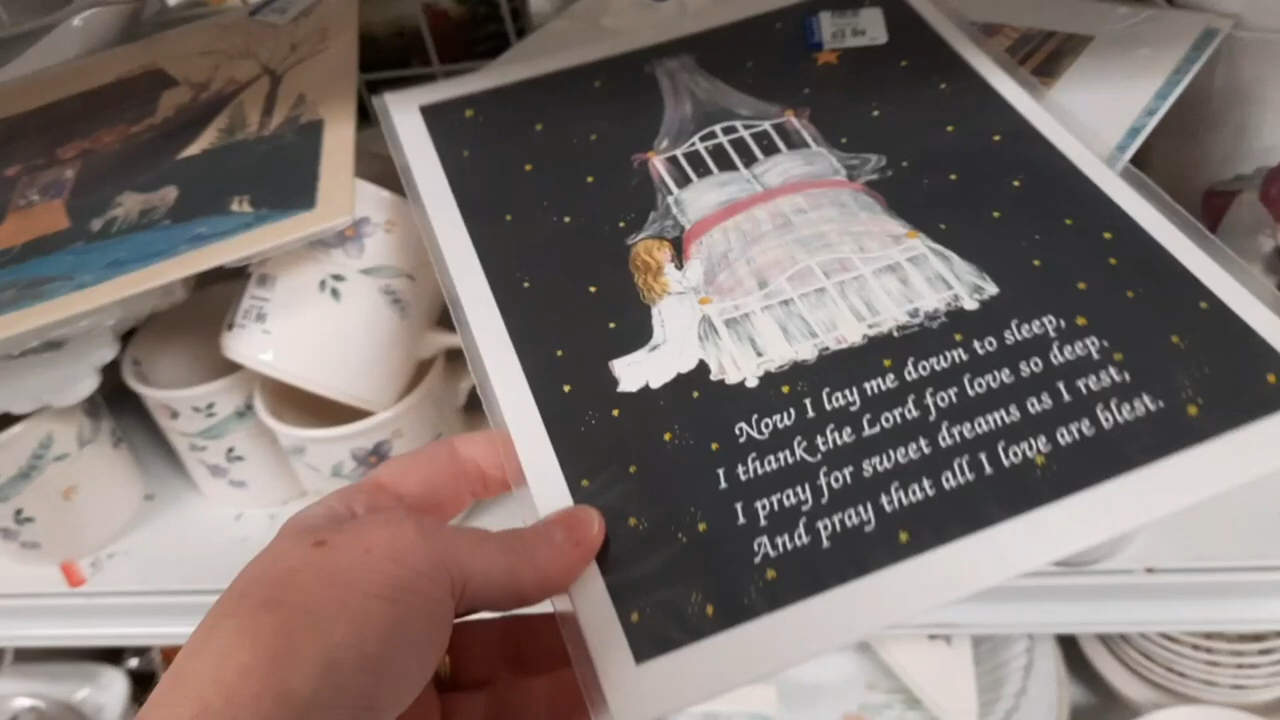 Now I lay me down to sleep,
I thank the Lord for love so deep.
I pray for sweet dreams as I rest,
And pray that all I love are blest.